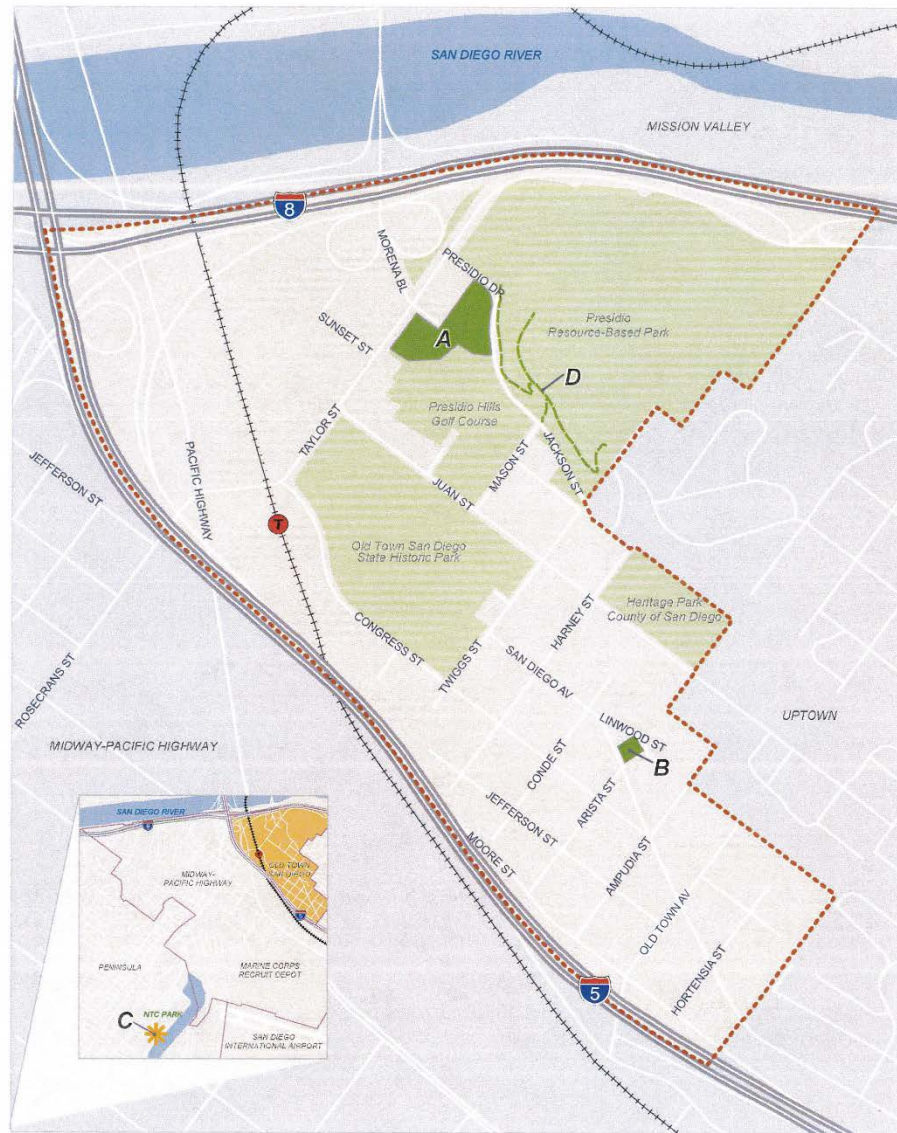 SAN DIEGO RIVER
MISSION VALLEY
8
MORENA BL
PRESIDIO DR
SUNSET ST
A
Presidio
Resource-Based Park
D
Presidio Hills
Golf Course
TAYLOR ST
JEFFERSON ST
PACIFIC HIGHWAY
MASON ST
JACKSON ST
JUAN ST
T
Old Town San Diego
State Historic Park
ROSECRANS ST
CONGRESS ST
TWIGGS ST
HARNEY ST
Heritage Park
County of San Diego
SAN DIEGO AV
LINWOOD ST
UPTOWN
MIDWAY-PACIFIC HIGHWAY
B
CONDE ST
ARISTA ST
JEFFERSON ST
MOORE ST
AMPUDIA ST
OLD TOWN AV
HORTENSIA ST
5
SAN DIEGO RIVER
8
OLD TOWN
SAN DIEGO
MIDWAY-
PACIFIC HIGHWAY
5
PENINSULA
MARINE CORPS
RECRUIT DEPOT
NTC PARK
C
SAN DIEGO
INTERNATIONAL AIRPORT